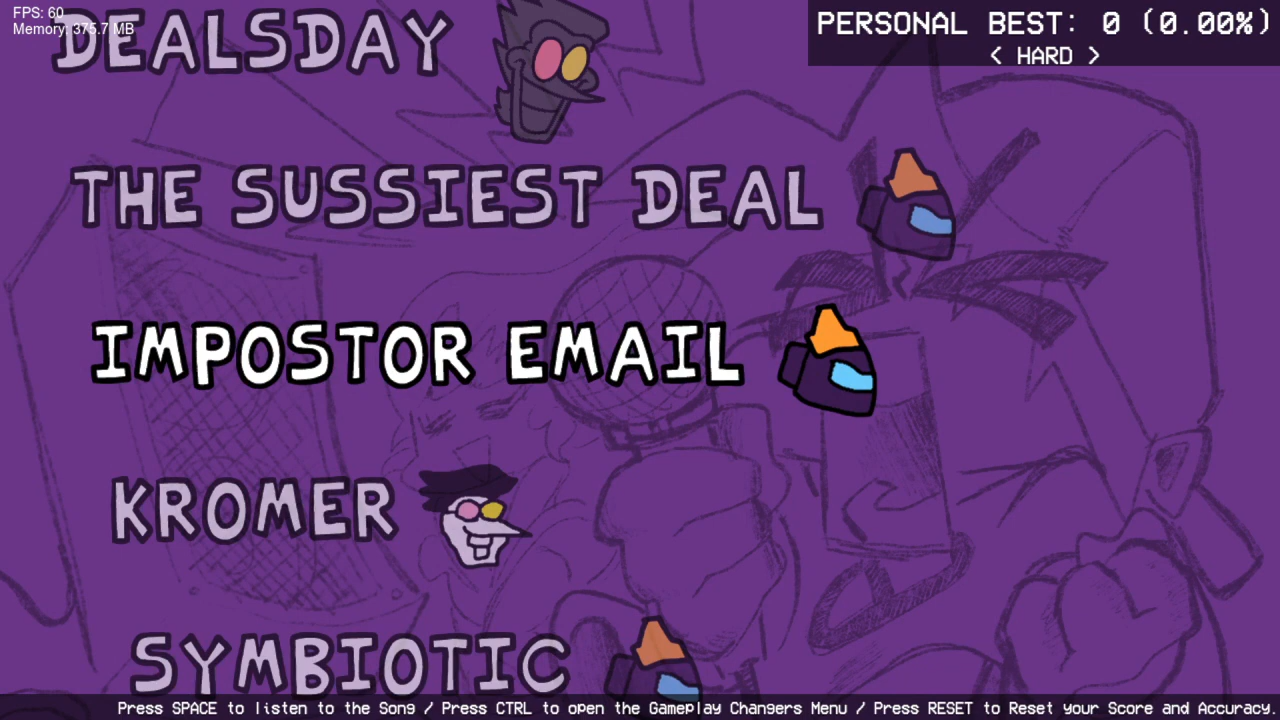 FPS: 60
Memory: 375.7 MB
PERSONAL BEST: 0 (0.00%)
< HARD >
DEALSDAY
THE SUSSIEST DEAL
IMPOSTOR EMAIL
KROMER
SYMBIOTIC
Press SPACE to listen to the Song / Press CTRL to open the Gameplay Changers Menu / Press RESET to Reset your Score and Accuracy.